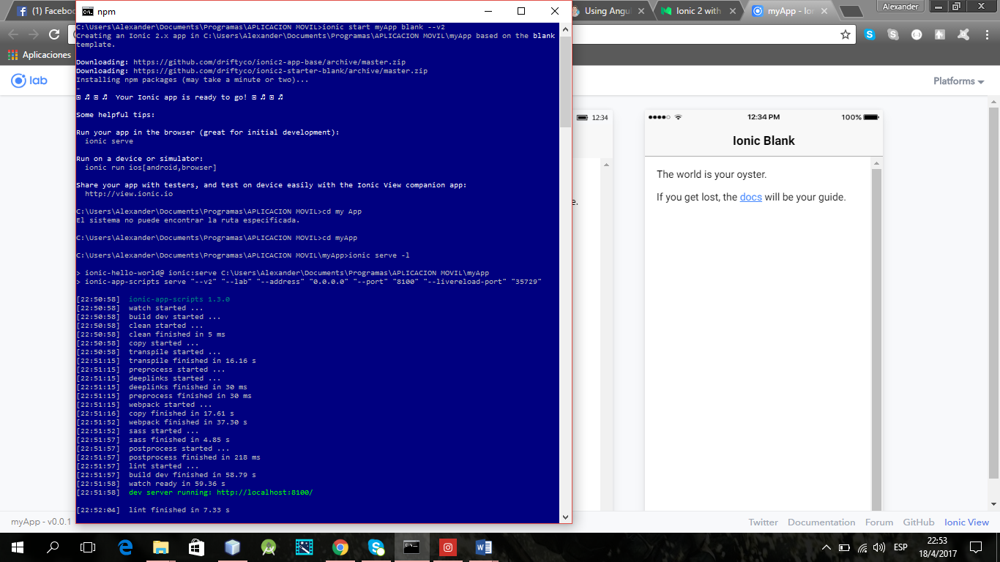 (1) Faceboo
npm
Using Angul
Ionic 2 with
myApp - Ion
Alexander
Aplicaciones
lab
Platforms
C:\Users\Alexander\Documents\Programas\APLICACION MOVIL>ionic start myApp blank --v2
Creating an Ionic 2.x app in C:\Users\Alexander\Documents\Programas\APLICACION MOVIL\myApp based on the blank
template.
Downloading: https://github.com/driftyco/ionic2-app-base/archive/master.zip
Downloading: https://github.com/driftyco/ionic2-starter-blank/archive/master.zip
Installing npm packages (may take a minute or two)...
-
♬ ♬ Your Ionic app is ready to go! ♬ ♬
Some helpful tips:
Run your app in the browser (great for initial development):
ionic serve
Run on a device or simulator:
ionic run ios[android,browser]
Share your app with testers, and test on device easily with the Ionic View companion app:
http://view.ionic.io
C:\Users\Alexander\Documents\Programas\APLICACION MOVIL>cd my App
El sistema no puede encontrar la ruta especificada.
C:\Users\Alexander\Documents\Programas\APLICACION MOVIL>cd myApp
C:\Users\Alexander\Documents\Programas\APLICACION MOVIL\myApp>ionic serve -l
> ionic-hello-world@ ionic:serve C:\Users\Alexander\Documents\Programas\APLICACION MOVIL\myApp
> ionic-app-scripts serve "--v2" "--lab" "--address" "0.0.0.0" "--port" "8100" "--livereload-port" "35729"
[22:50:58] ionic-app-scripts 1.3.0
[22:50:58] watch started ...
[22:50:58] build dev started ...
[22:50:58] clean started ...
[22:50:58] clean finished in 5 ms
[22:50:58] copy started ...
[22:50:58] transpile started ...
[22:51:15] transpile finished in 16.16 s
[22:51:15] preprocess started ...
[22:51:15] deeplinks started ...
[22:51:15] deeplinks finished in 30 ms
[22:51:15] preprocess finished in 30 ms
[22:51:15] webpack started ...
[22:51:16] copy finished in 17.61 s
[22:51:52] webpack finished in 37.30 s
[22:51:52] sass started ...
[22:51:57] sass finished in 4.85 s
[22:51:57] postprocess started ...
[22:51:57] postprocess finished in 218 ms
[22:51:57] lint started ...
[22:51:57] build dev finished in 58.79 s
[22:51:58] watch ready in 59.36 s
[22:51:58] dev server running: http://localhost:8100/
[22:52:04] lint finished in 7.33 s
12:34
e.
12:34 PM
100%
Ionic Blank
The world is your oyster.
If you get lost, the docs will be your guide.
myApp - v0.0.1
Twitter Documentation Forum GitHub Ionic View
ESP
22:53
18/4/2017